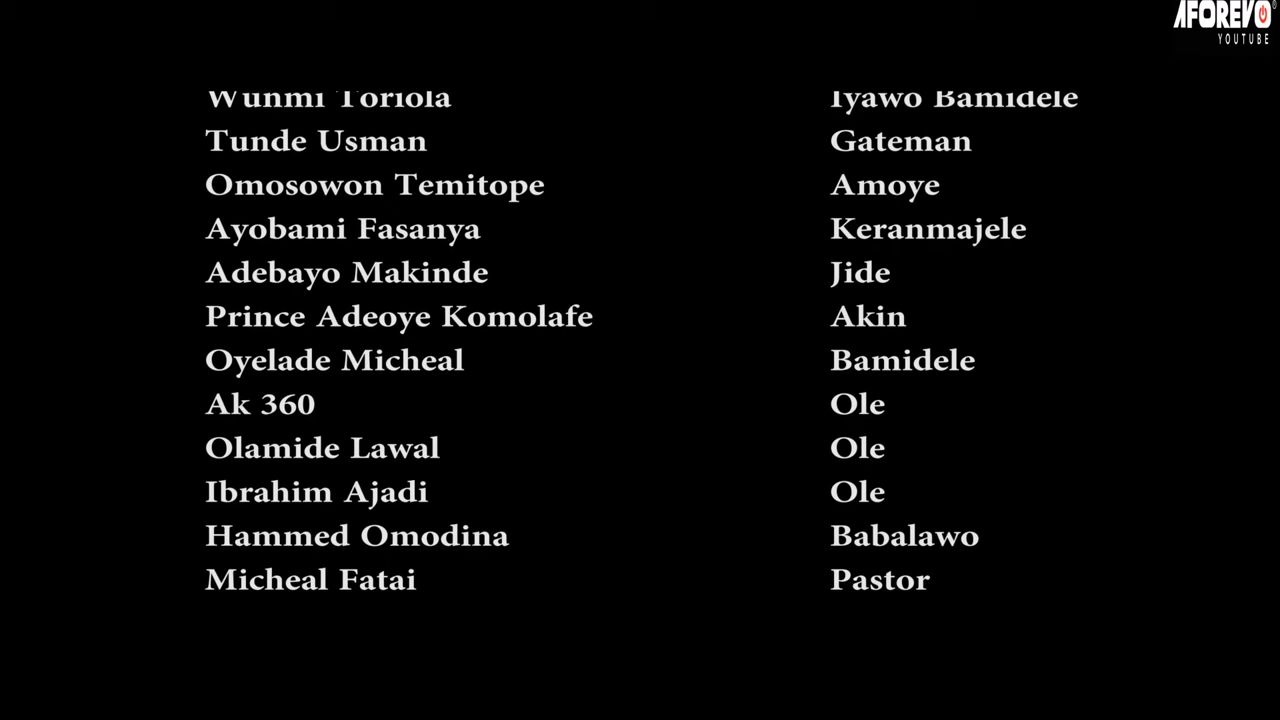 AFOREVO
YOUTUBE
Wunmi Toriola Iyawo Bamidele
Tunde Usman Gateman
Omosowon Temitope Amoye
Ayobami Fasanya Keranmajele
Adebayo Makinde Jide
Prince Adeoye Komolafe Akin
Oyelade Micheal Bamidele
Ak 360 Ole
Olamide Lawal Ole
Ibrahim Ajadi Ole
Hammed Omodina Babalawo
Micheal Fatai Pastor